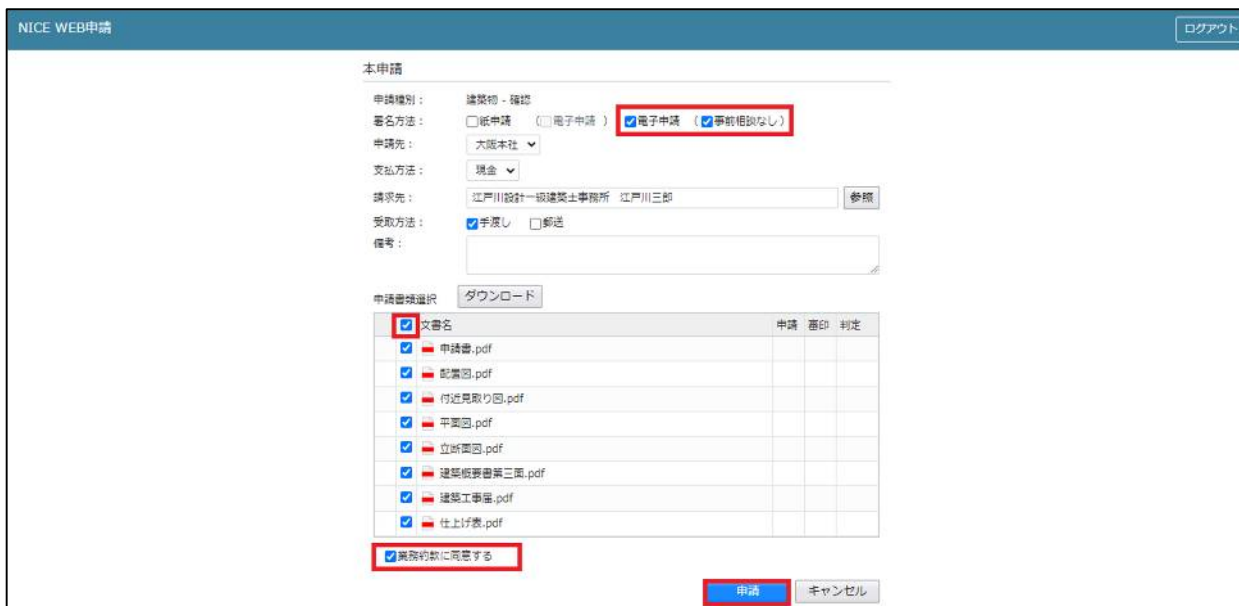 NICE WEB申請
ログアウト
本申請
申請種別： 建築物 - 確認
署名方法： 紙申請 （ 電子申請 ） 電子申請 （ 事前相談なし ）
申請先： 大阪本社
支払方法： 現金
請求先： 江戸川設計一級建築士事務所 江戸川三郎 参照
受取方法： 手渡し 郵送
備考：
申請書類選択 ダウンロード
文書名 申請 審印 判定
申請書.pdf
配置図.pdf
付近見取り図.pdf
平面図.pdf
立断面図.pdf
建築概要書第三面.pdf
建築工事届.pdf
仕上げ表.pdf
業務約款に同意する
申請 キャンセル